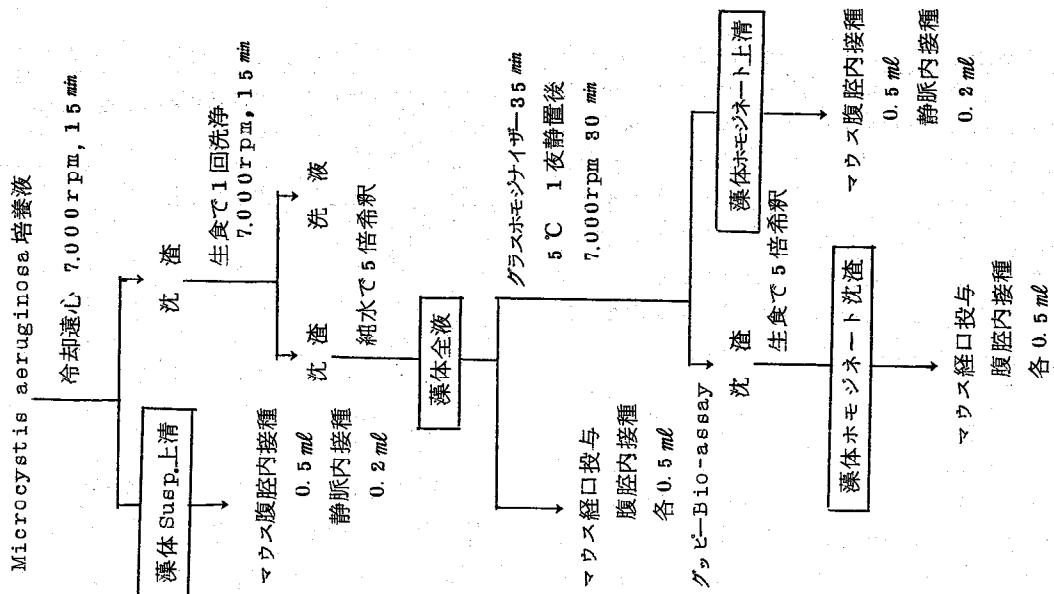 Microcystis aeruginosa 培養液
冷却遠心 7,000rpm, 15min
藻体 Susp.上清
沈 渣
マウス腹腔内接種
0.5ml
静脈内接種
0.2ml
生食で1回洗浄
7,000rpm, 15min
沈 渣
洗 液
純水で5倍希釈
藻体全液
マウス経口投与
腹腔内接種
各0.5ml
グッピーBio-assay
グラスホモジナイザー35min
5℃ 1夜静置後
7,000rpm 30min
沈 渣
藻体ホモジネート上清
生食で5倍希釈
マウス腹腔内接種
0.5ml
静脈内接種
0.2ml
藻体ホモジネート沈渣
マウス経口投与
腹腔内接種
各0.5ml